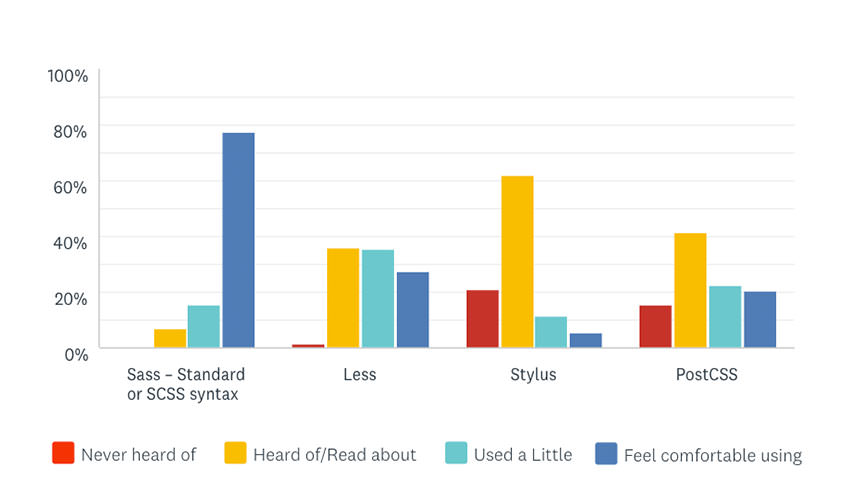 100%
80%
60%
40%
20%
0%
Sass – Standard
or SCSS syntax
Less
Stylus
PostCSS
Never heard of
Heard of/Read about
Used a Little
Feel comfortable using